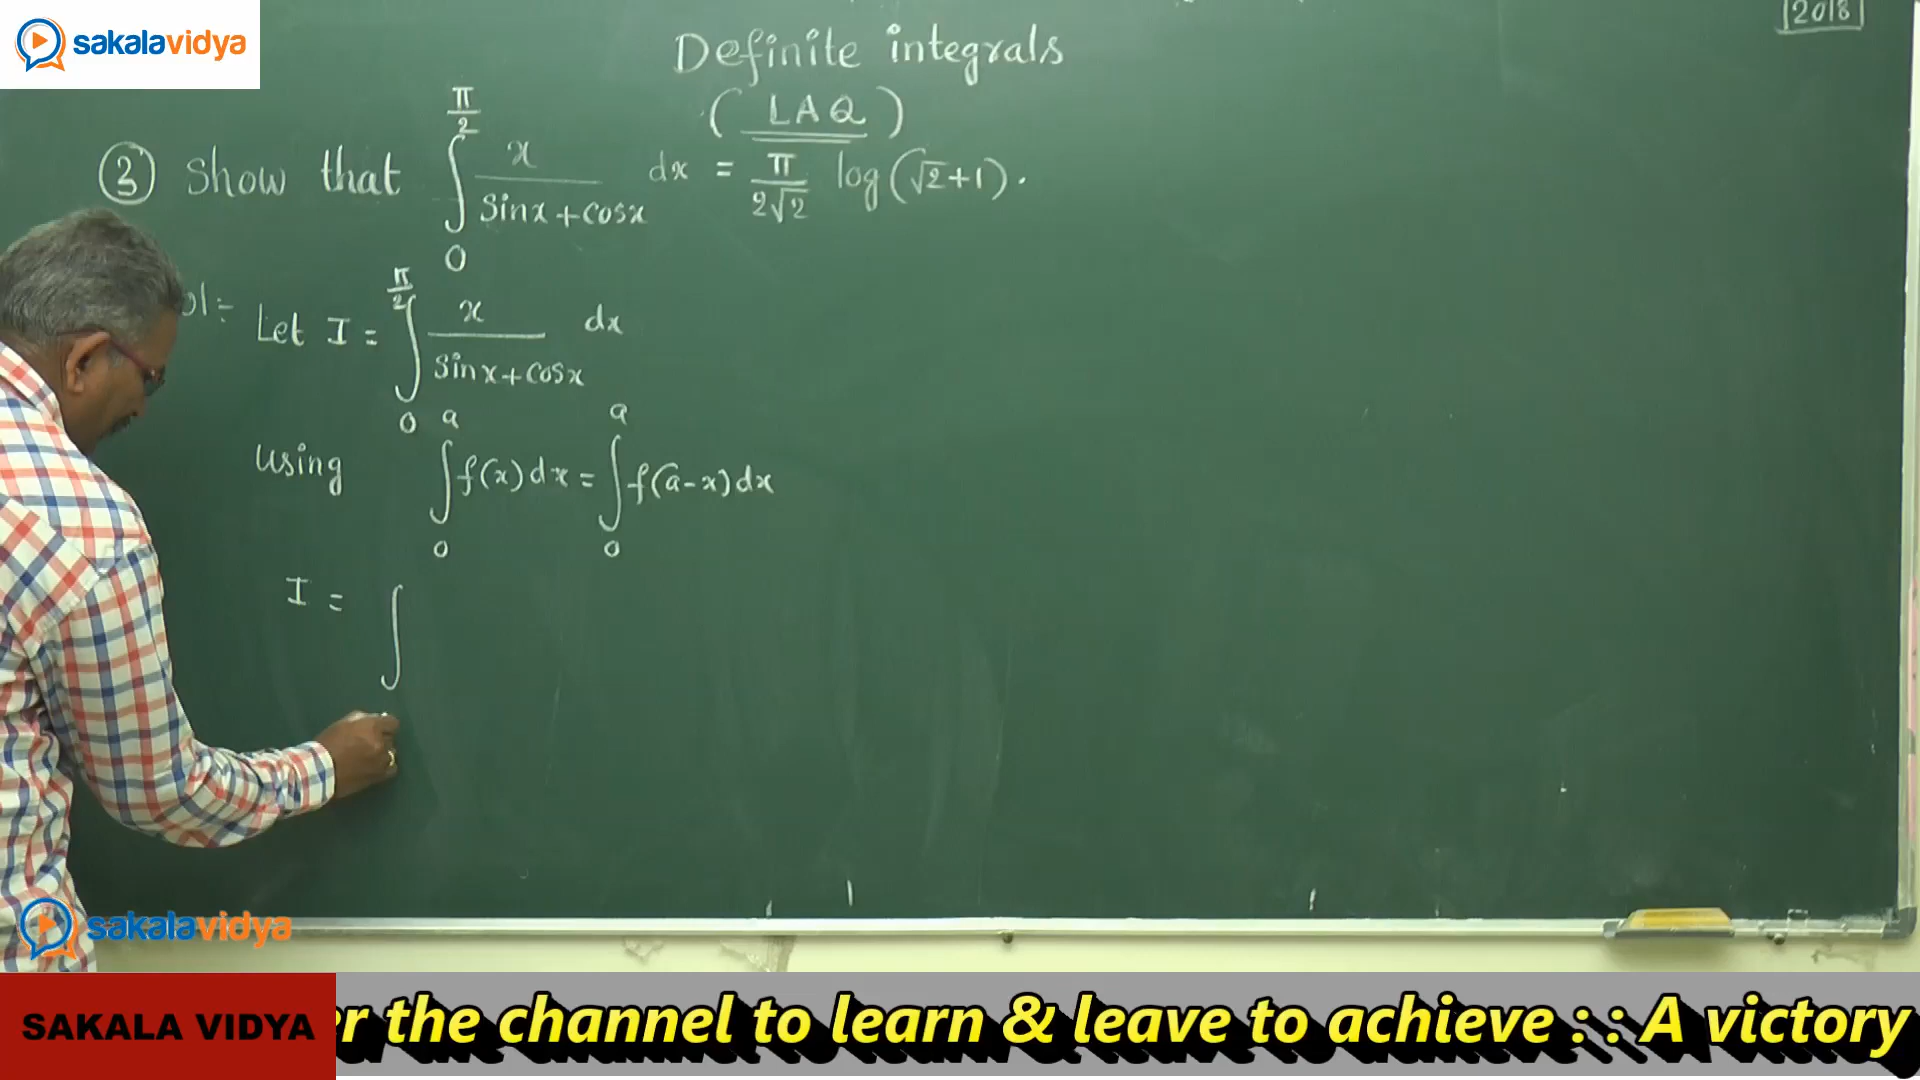 sakalavidya
2018
Definite integrals
(LAQ)
③ Show that ∫₀^{π/2} x/(sinx+cosx) dx = π/(2√2) log(√2+1).
ol:- Let I = ∫₀^{π/2} x/(sinx+cosx) dx
using ∫₀^a f(x)dx = ∫₀^a f(a-x)dx
I = ∫
sakalavidya
SAKALA VIDYA
er the channel to learn & leave to achieve : : A victory